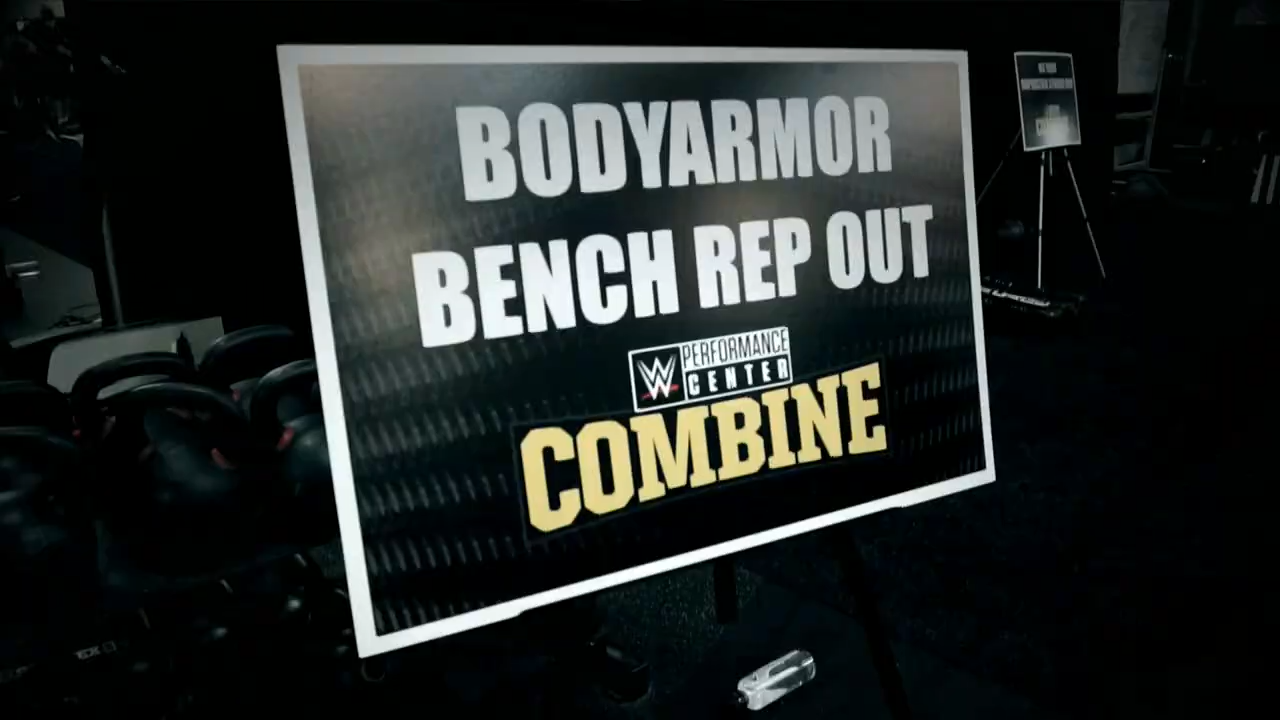 BODYARMOR
BENCH REP OUT
W PERFORMANCE
CENTER
COMBINE